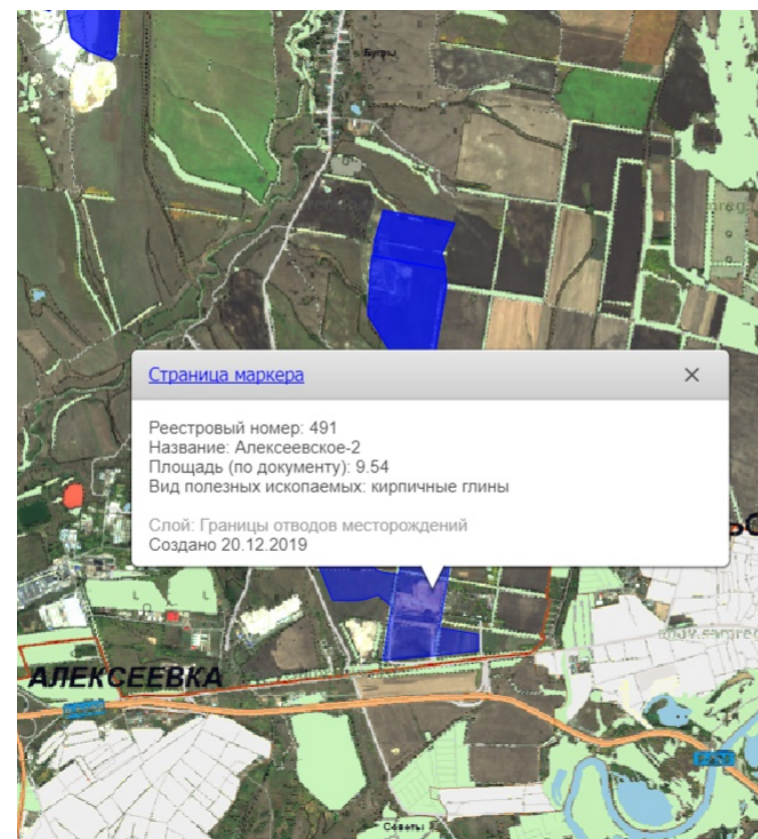 Бугры
Страница маркера
Реестровый номер: 491
Название: Алексеевское-2
Площадь (по документу): 9.54
Вид полезных ископаемых: кирпичные глины
Слой: Границы отводов месторождений
Создано 20.12.2019
АЛЕКСЕЕВКА
Советы